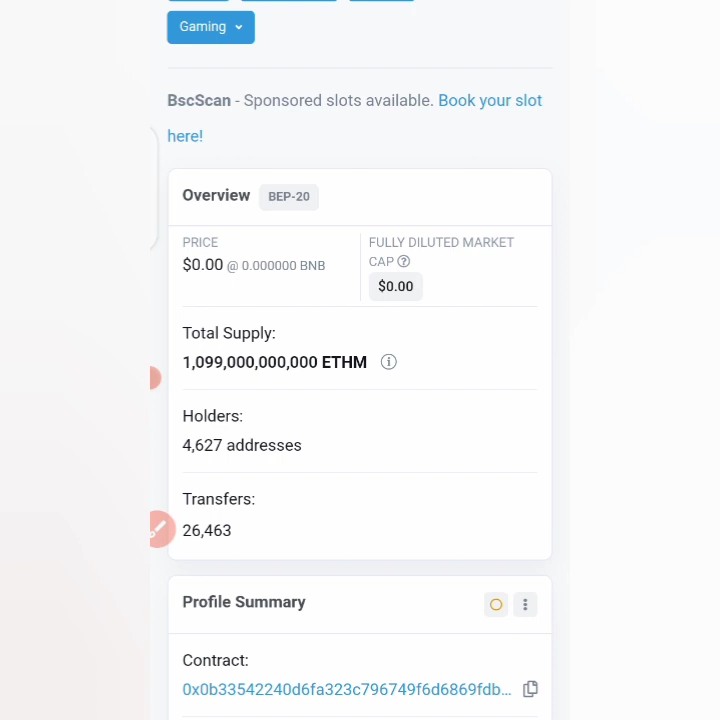 Gaming
BscScan - Sponsored slots available. Book your slot
here!
Overview BEP-20
PRICE
$0.00 @ 0.000000 BNB
FULLY DILUTED MARKET
CAP
$0.00
Total Supply:
1,099,000,000,000 ETHM
Holders:
4,627 addresses
Transfers:
26,463
Profile Summary
Contract:
0x0b33542240d6fa323c796749f6d6869fdb...